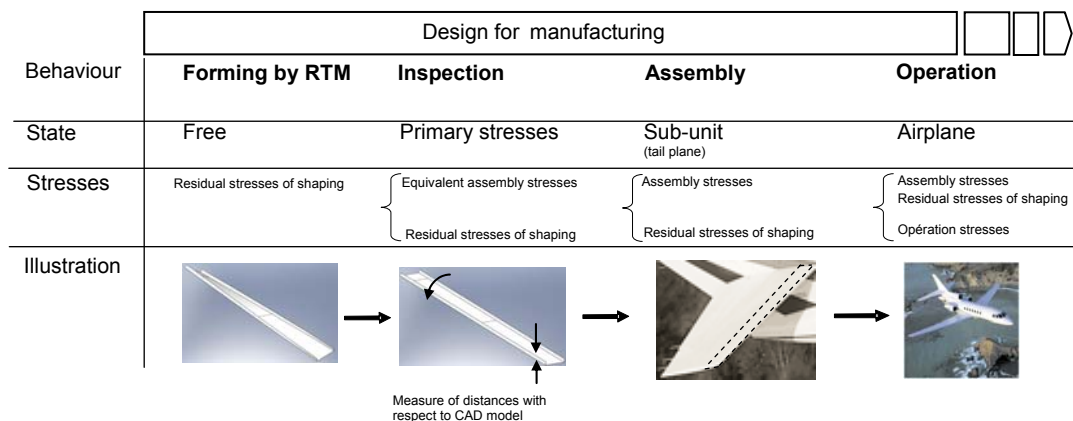 Design for manufacturing
Behaviour Forming by RTM Inspection Assembly Operation
State Free Primary stresses Sub-unit Airplane
(tail plane)
Stresses Residual stresses of shaping Equivalent assembly stresses Assembly stresses Assembly stresses
Residual stresses of shaping
Residual stresses of shaping Residual stresses of shaping Opération stresses
Illustration
Measure of distances with
respect to CAD model